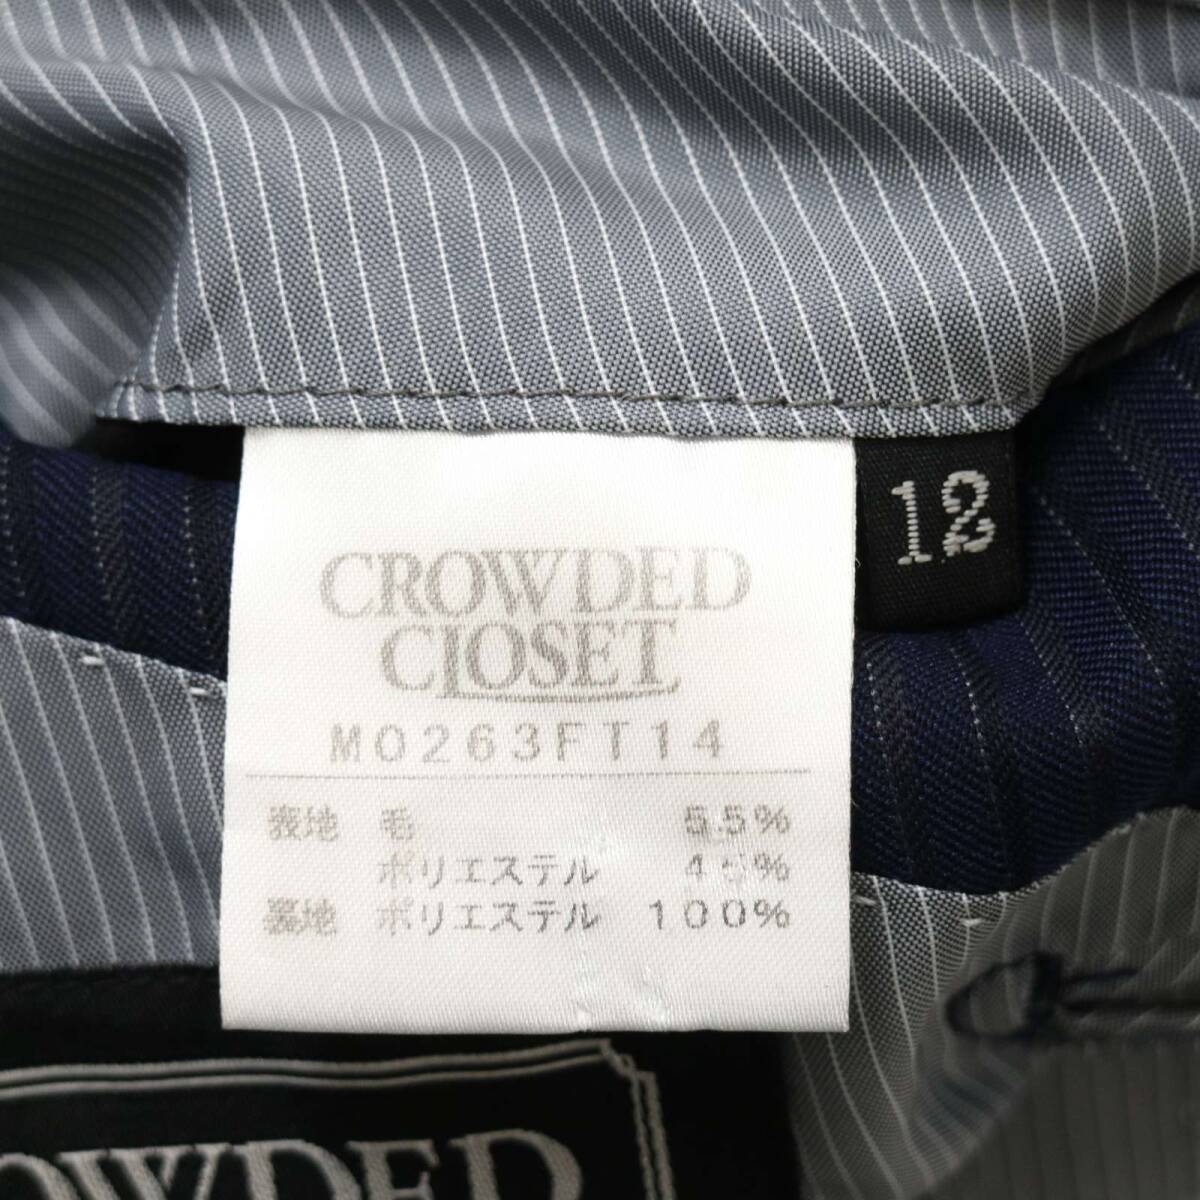 12
CROWDED
CLOSET
M0263FT14
表地 毛 55%
ポリエステル 45%
裏地 ポリエステル 100%
CROWDED